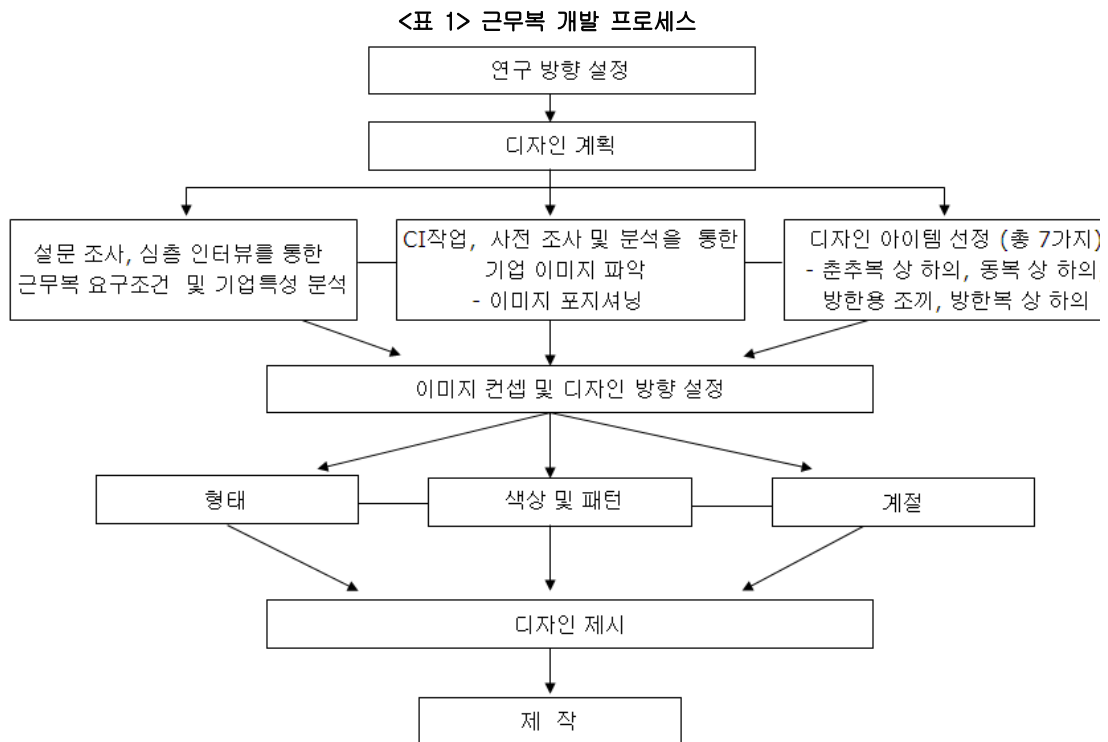 <표 1> 근무복 개발 프로세스
연구 방향 설정
디자인 계획
설문 조사, 심층 인터뷰를 통한
근무복 요구조건 및 기업특성 분석
CI작업, 사전 조사 및 분석을 통한
기업 이미지 파악
- 이미지 포지셔닝
디자인 아이템 선정 (총 7가지)
- 춘추복 상 하의, 동복 상 하의,
방한용 조끼, 방한복 상 하의
이미지 컨셉 및 디자인 방향 설정
형태
색상 및 패턴
계절
디자인 제시
제 작